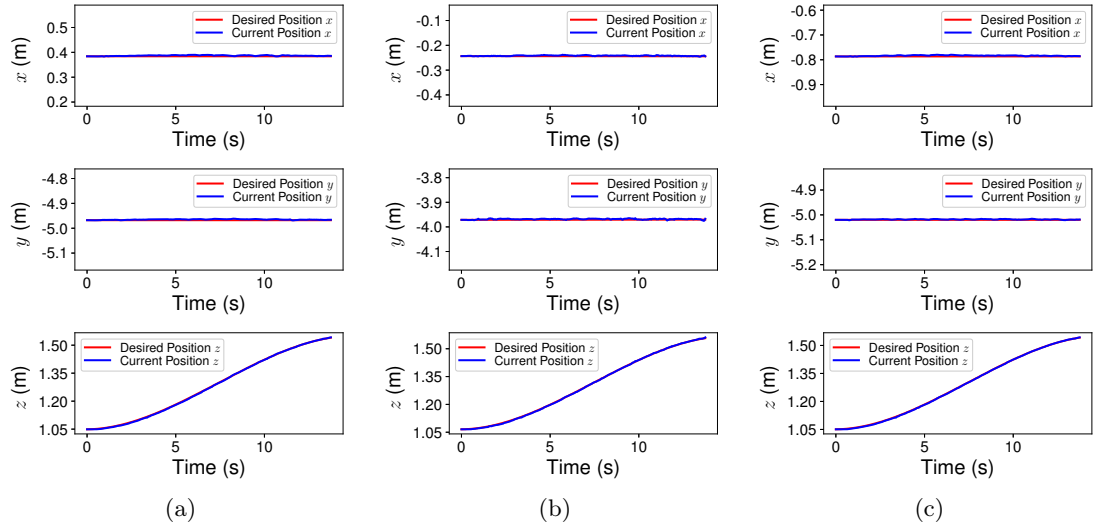 0.5
0.4
0.3
0.2
x (m)
Desired Position x
Current Position x
0 5 10
Time (s)
-0.1
-0.2
-0.3
-0.4
x (m)
Desired Position x
Current Position x
0 5 10
Time (s)
-0.6
-0.7
-0.8
-0.9
x (m)
Desired Position x
Current Position x
0 5 10
Time (s)
-4.8
-4.9
-5.0
-5.1
y (m)
Desired Position y
Current Position y
0 5 10
Time (s)
-3.8
-3.9
-4.0
-4.1
y (m)
Desired Position y
Current Position y
0 5 10
Time (s)
-4.9
-5.0
-5.1
-5.2
y (m)
Desired Position y
Current Position y
0 5 10
Time (s)
1.50
1.35
1.20
1.05
z (m)
Desired Position z
Current Position z
0 5 10
Time (s)
1.50
1.35
1.20
1.05
z (m)
Desired Position z
Current Position z
0 5 10
Time (s)
1.50
1.35
1.20
1.05
z (m)
Desired Position z
Current Position z
0 5 10
Time (s)
(a) (b) (c)